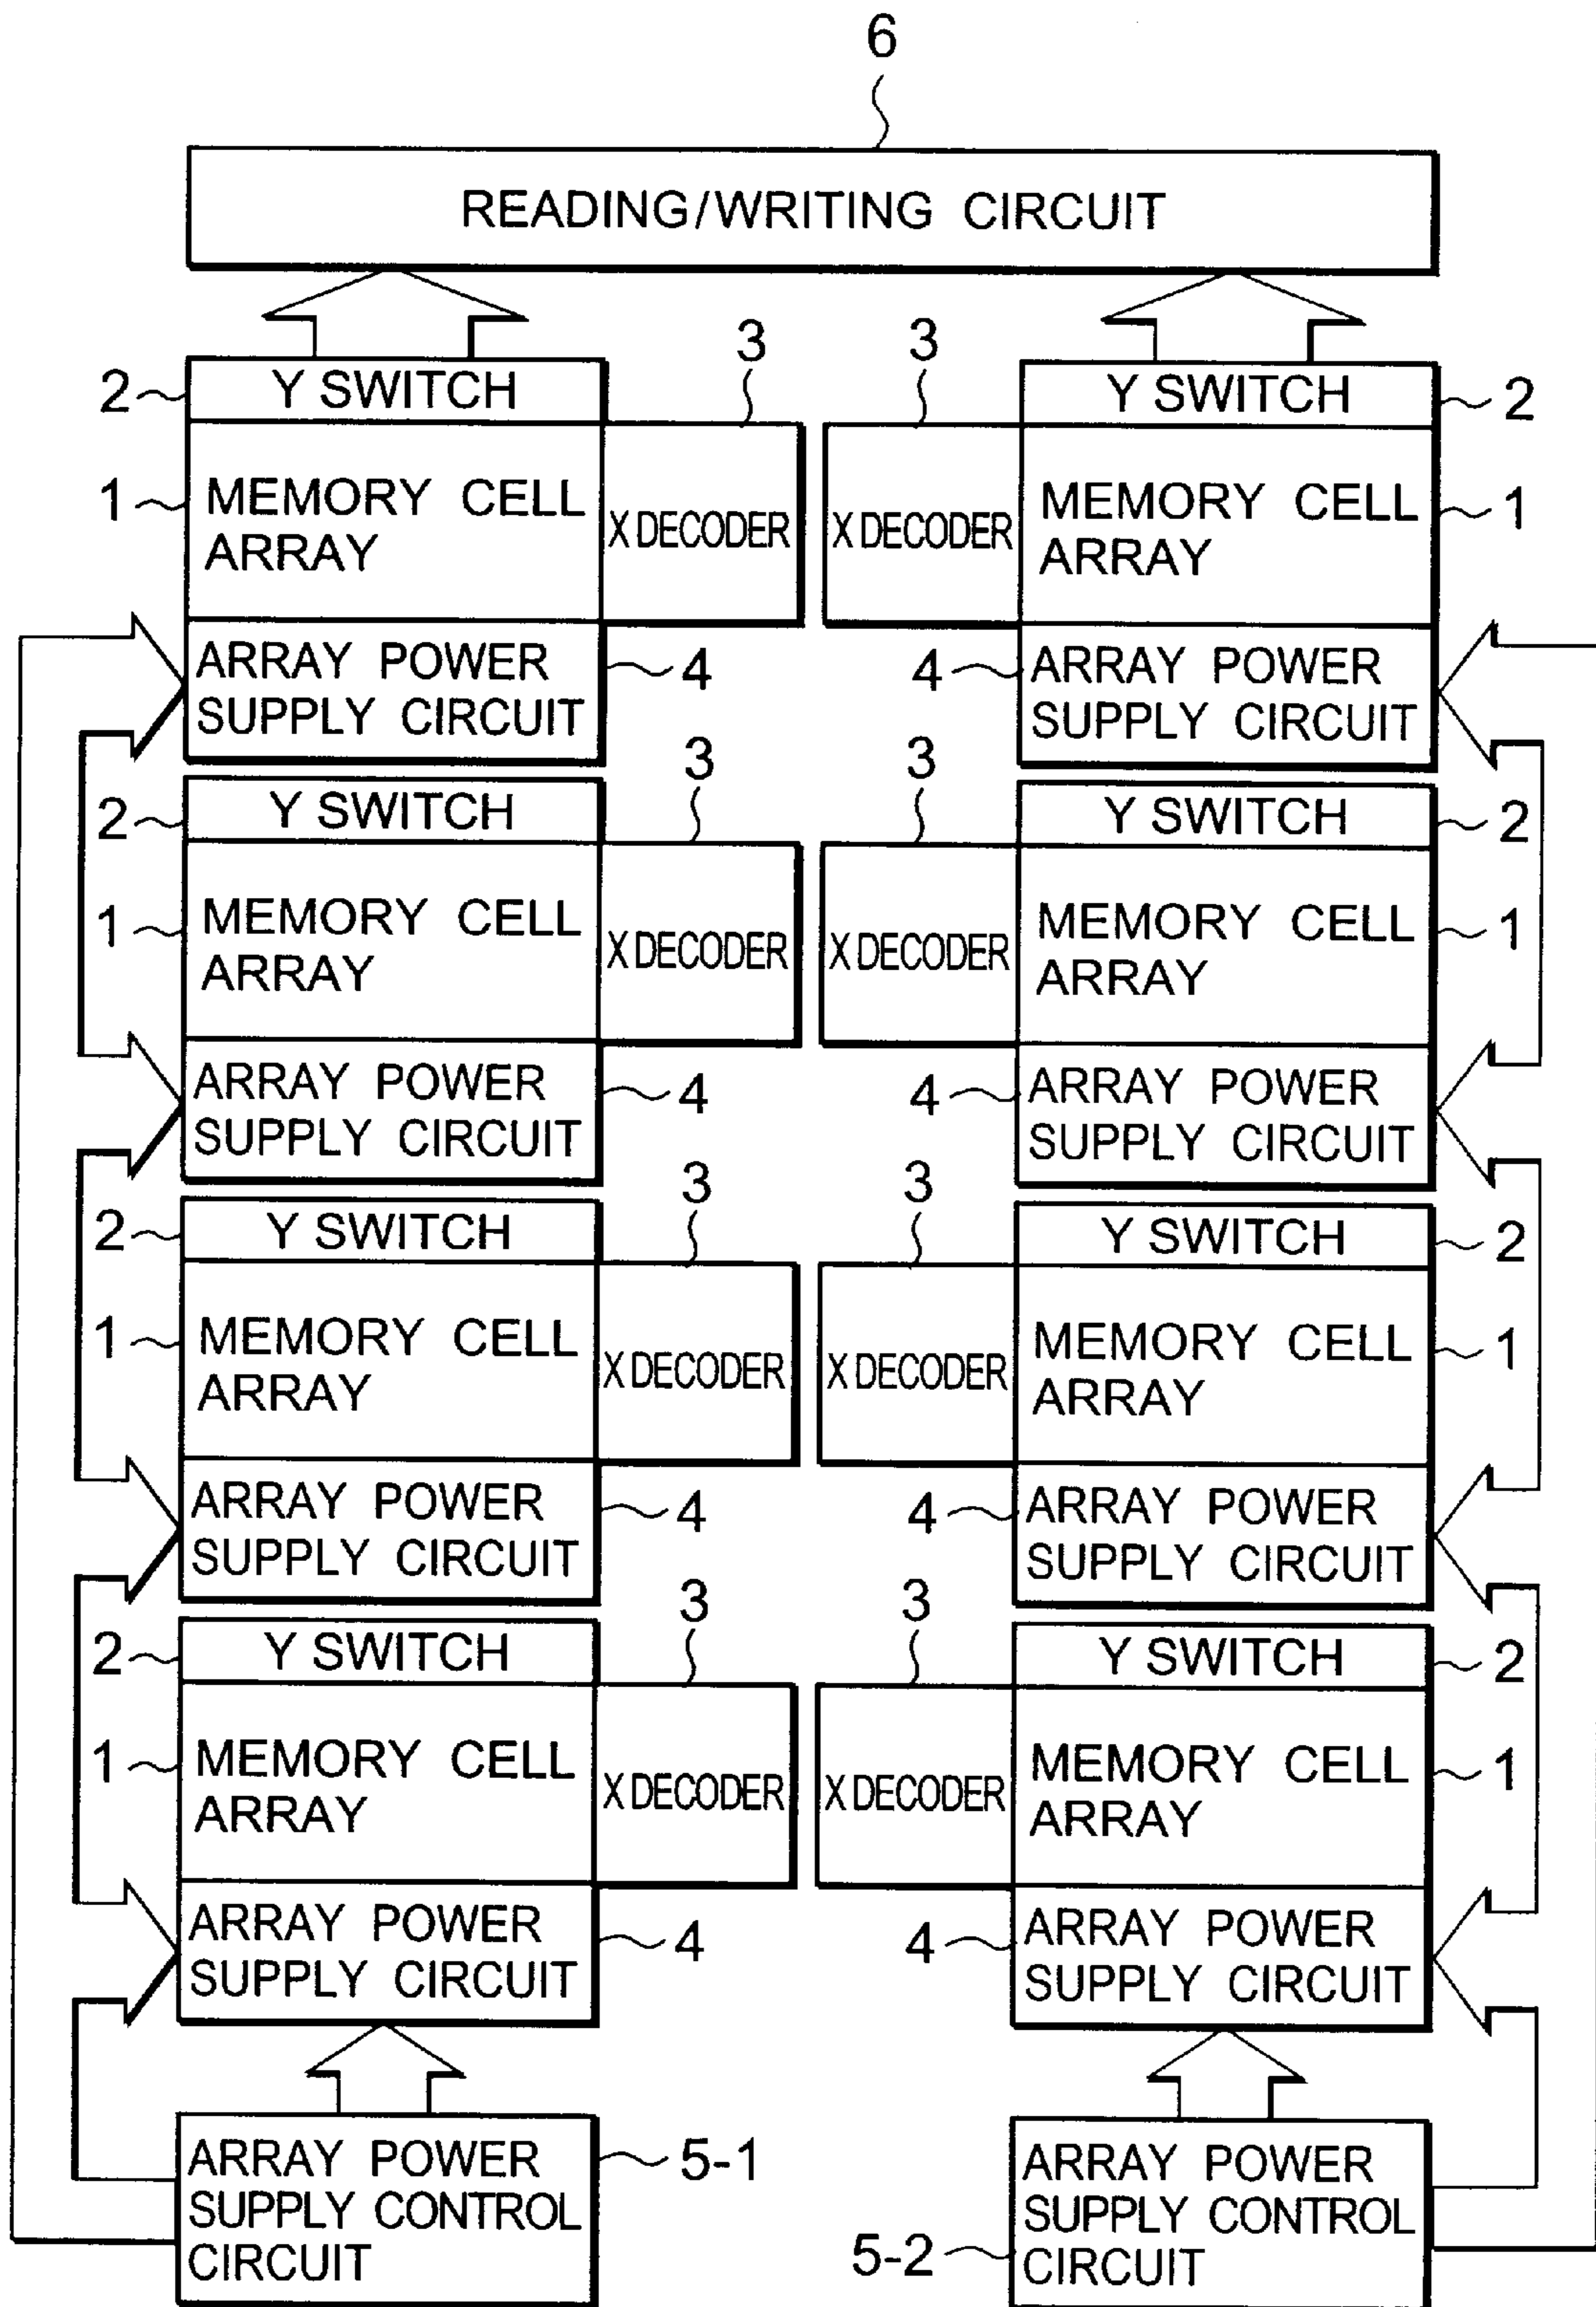 6
READING/WRITING CIRCUIT
3 3
2 Y SWITCH Y SWITCH 2
1 MEMORY CELL X DECODER X DECODER MEMORY CELL 1
ARRAY ARRAY
ARRAY POWER 4 4 ARRAY POWER
SUPPLY CIRCUIT SUPPLY CIRCUIT
3 3
2 Y SWITCH Y SWITCH 2
1 MEMORY CELL X DECODER X DECODER MEMORY CELL 1
ARRAY ARRAY
ARRAY POWER 4 4 ARRAY POWER
SUPPLY CIRCUIT SUPPLY CIRCUIT
3 3
2 Y SWITCH Y SWITCH 2
1 MEMORY CELL X DECODER X DECODER MEMORY CELL 1
ARRAY ARRAY
ARRAY POWER 4 4 ARRAY POWER
SUPPLY CIRCUIT SUPPLY CIRCUIT
3 3
2 Y SWITCH Y SWITCH 2
1 MEMORY CELL X DECODER X DECODER MEMORY CELL 1
ARRAY ARRAY
ARRAY POWER 4 4 ARRAY POWER
SUPPLY CIRCUIT SUPPLY CIRCUIT
ARRAY POWER 5-1 ARRAY POWER
SUPPLY CONTROL SUPPLY CONTROL
CIRCUIT 5-2 CIRCUIT